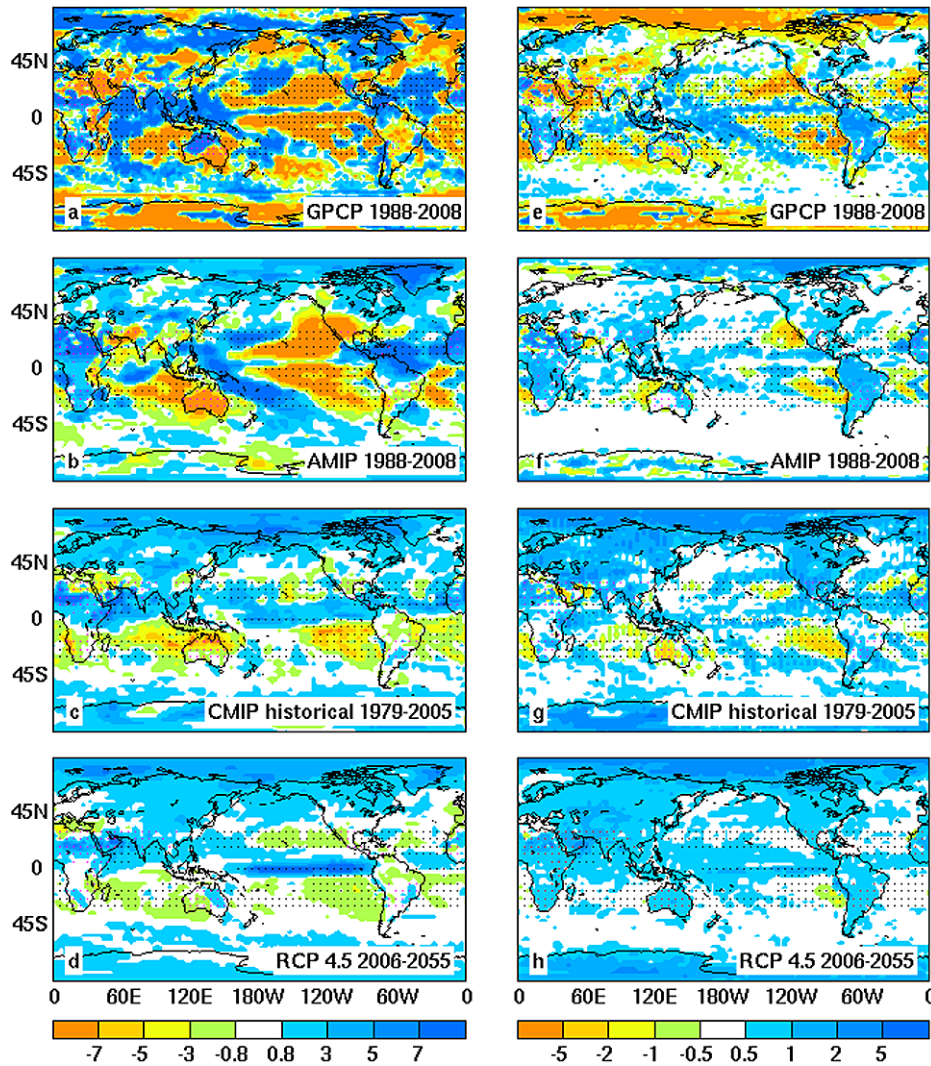 45N
0
45S
a
GPCP 1988-2008
e
GPCP 1988-2008
45N
0
45S
b
AMIP 1988-2008
f
AMIP 1988-2008
45N
0
45S
c
CMIP historical 1979-2005
g
CMIP historical 1979-2005
45N
0
45S
d
RCP 4.5 2006-2055
h
RCP 4.5 2006-2055
0 60E 120E 180W 120W 60W 0
0 60E 120E 180W 120W 60W 0
-7 -5 -3 -0.8 0.8 3 5 7
-5 -2 -1 -0.5 0.5 1 2 5